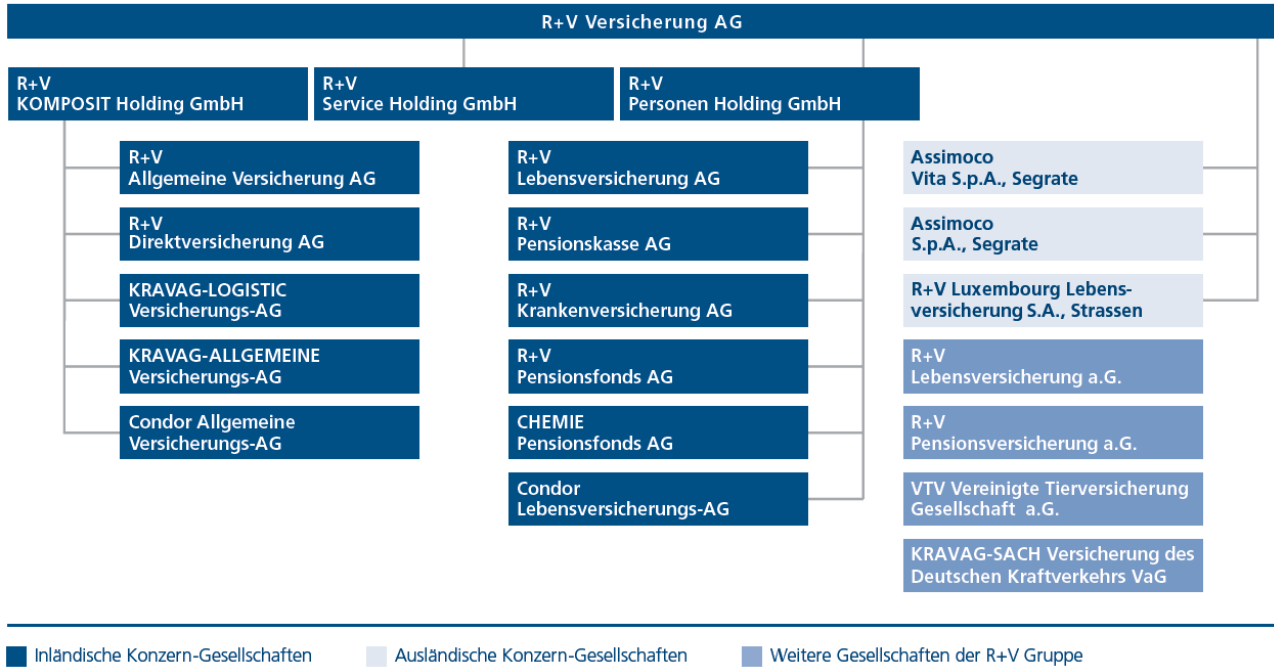 R+V Versicherung AG
R+V
KOMPOSIT Holding GmbH
R+V
Service Holding GmbH
R+V
Personen Holding GmbH
R+V
Allgemeine Versicherung AG
R+V
Direktversicherung AG
KRAVAG-LOGISTIC
Versicherungs-AG
KRAVAG-ALLGEMEINE
Versicherungs-AG
Condor Allgemeine
Versicherungs-AG
R+V
Lebensversicherung AG
R+V
Pensionskasse AG
R+V
Krankenversicherung AG
R+V
Pensionsfonds AG
CHEMIE
Pensionsfonds AG
Condor
Lebensversicherungs-AG
Assimoco
Vita S.p.A., Segrate
Assimoco
S.p.A., Segrate
R+V Luxembourg Lebens-
versicherung S.A., Strassen
R+V
Lebensversicherung a.G.
R+V
Pensionsversicherung a.G.
VTV Vereinigte Tierversicherung
Gesellschaft a.G.
KRAVAG-SACH Versicherung des
Deutschen Kraftverkehrs VaG
Inländische Konzern-Gesellschaften
Ausländische Konzern-Gesellschaften
Weitere Gesellschaften der R+V Gruppe